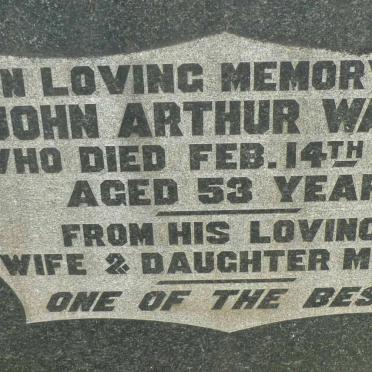 N LOVING MEMORY
JOHN ARTHUR WA
WHO DIED FEB. 14TH
AGED 53 YEAR
FROM HIS LOVING
WIFE & DAUGHTER M
ONE OF THE BES